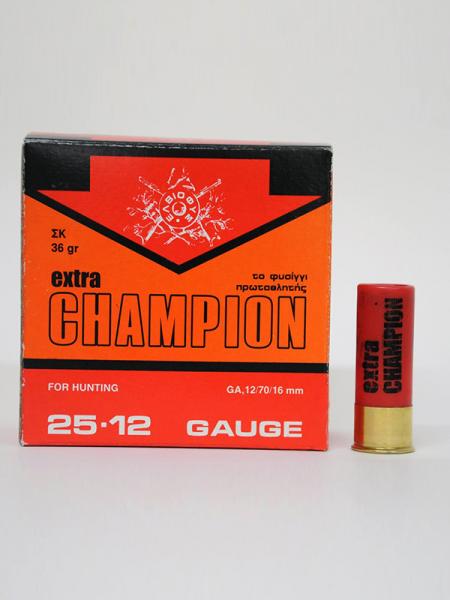 ΕΛΒΙΟΘΥΣ
ΣΚ
36 gr
extra
το φυσίγγι
πρωταθλητής
CHAMPION
FOR HUNTING
GA,12/70/16 mm
25·12 GAUGE
extra
CHAMPION